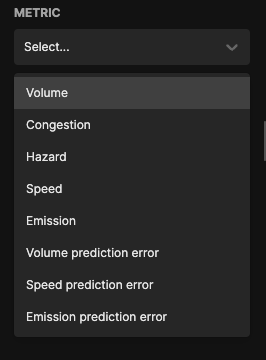 METRIC
Select...
Volume
Congestion
Hazard
Speed
Emission
Volume prediction error
Speed prediction error
Emission prediction error